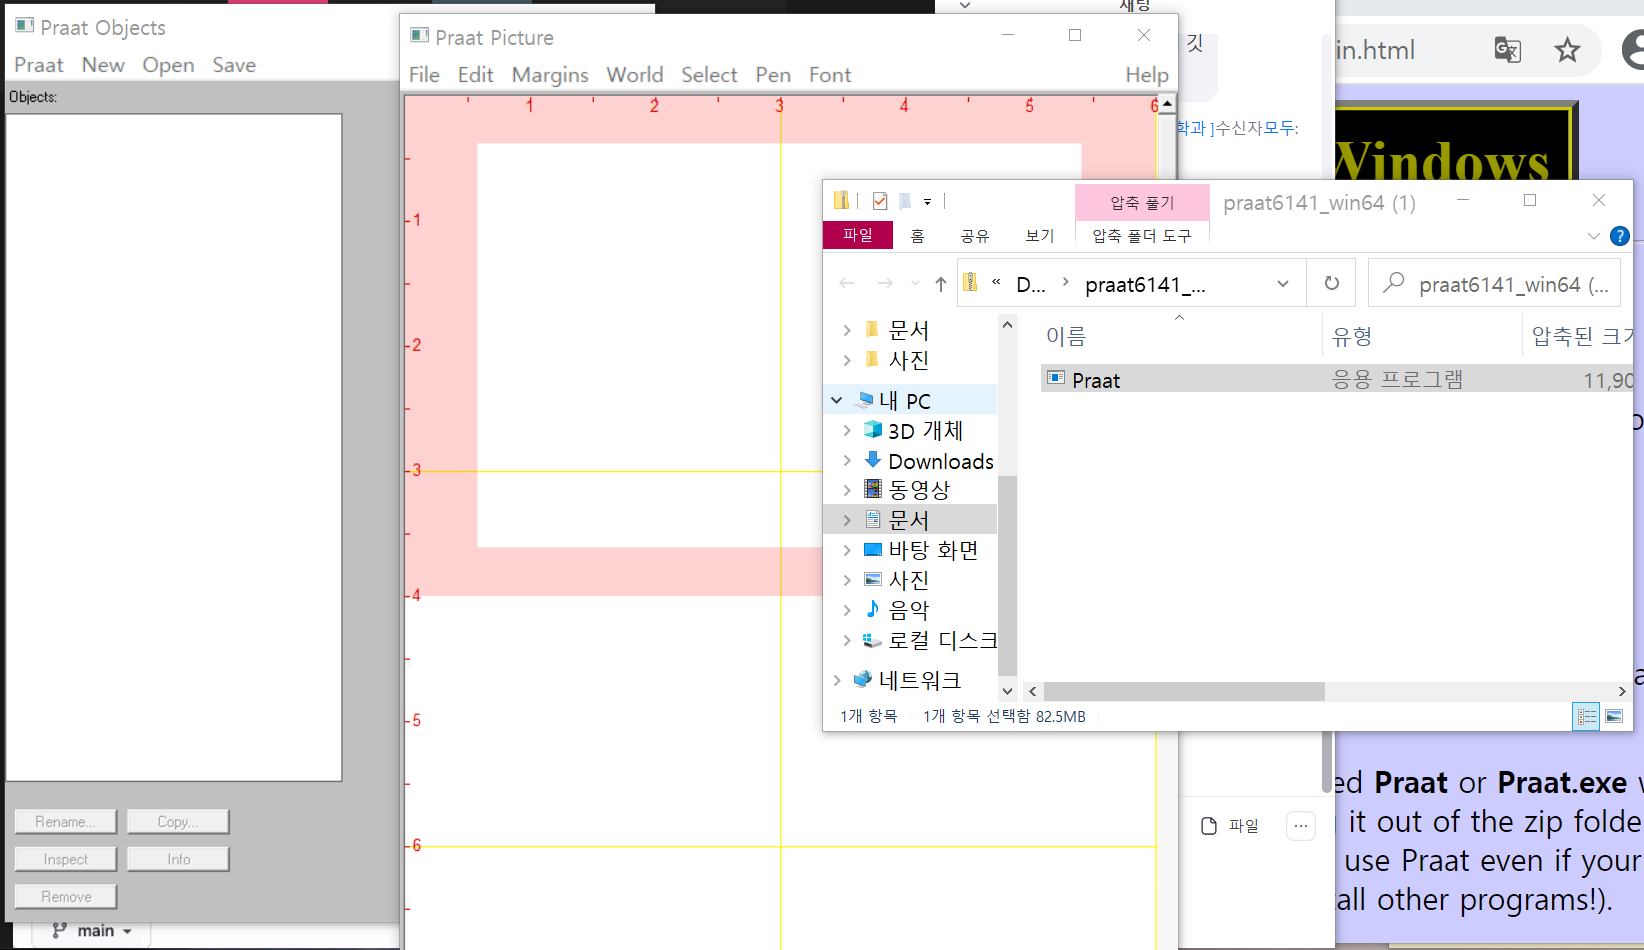 Praat Objects
Praat New Open Save
Objects:
Rename... Copy...
Inspect Info
Remove
main
Praat Picture
File Edit Margins World Select Pen Font Help
1 2 3 4 5 6
1
2
3
4
5
6
채팅
깃
학과 ]수신자모두:
파일
in.html
Windows
압축 풀기 praat6141_win64 (1)
파일 홈 공유 보기 압축 폴더 도구
« D... › praat6141_... praat6141_win64 (...
문서
사진
내 PC
3D 개체
Downloads
동영상
문서
바탕 화면
사진
음악
로컬 디스크
네트워크
이름 유형 압축된 크기
Praat 응용 프로그램 11,90
1개 항목 1개 항목 선택함 82.5MB
ed Praat or Praat.exe w
it out of the zip folde
use Praat even if your
all other programs!).